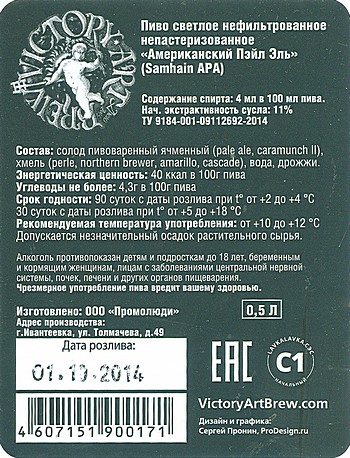 VICTORY ART BREW
Пиво светлое нефильтрованное
непастеризованное
«Американский Пэйл Эль»
(Samhain APA)
Содержание спирта: 4 мл в 100 мл пива.
Нач. экстрактивность сусла: 11%
ТУ 9184-001-09112692-2014
Состав: солод пивоваренный ячменный (pale ale, caramunch II),
хмель (perle, northern brewer, amarillo, cascade), вода, дрожжи.
Энергетическая ценность: 40 ккал в 100г пива
Углеводы не более: 4,3г в 100г пива
Срок годности: 90 суток с даты розлива при t° от +2 до +4 °С
30 суток с даты розлива при t° от +5 до +18 °С
Рекомендуемая температура употребления: от +10 до +12 °С
Допускается незначительный осадок растительного сырья.
Алкоголь противопоказан детям и подросткам до 18 лет, беременным
и кормящим женщинам, лицам с заболеваниями центральной нервной
системы, почек, печени и других органов пищеварения.
Чрезмерное употребление пива вредит вашему здоровью.
Изготовлено: ООО «Промолюди»
Адрес производства:
г.Ивантеевка, ул. Толмачева, д.49
0,5 Л
Дата розлива:
01.10.2014
4607151900171
ЕАС
С1
НАЧАЛЬНЫЙ
VictoryArtBrew.com
Дизайн и графика:
Сергей Пронин, ProDesign.ru